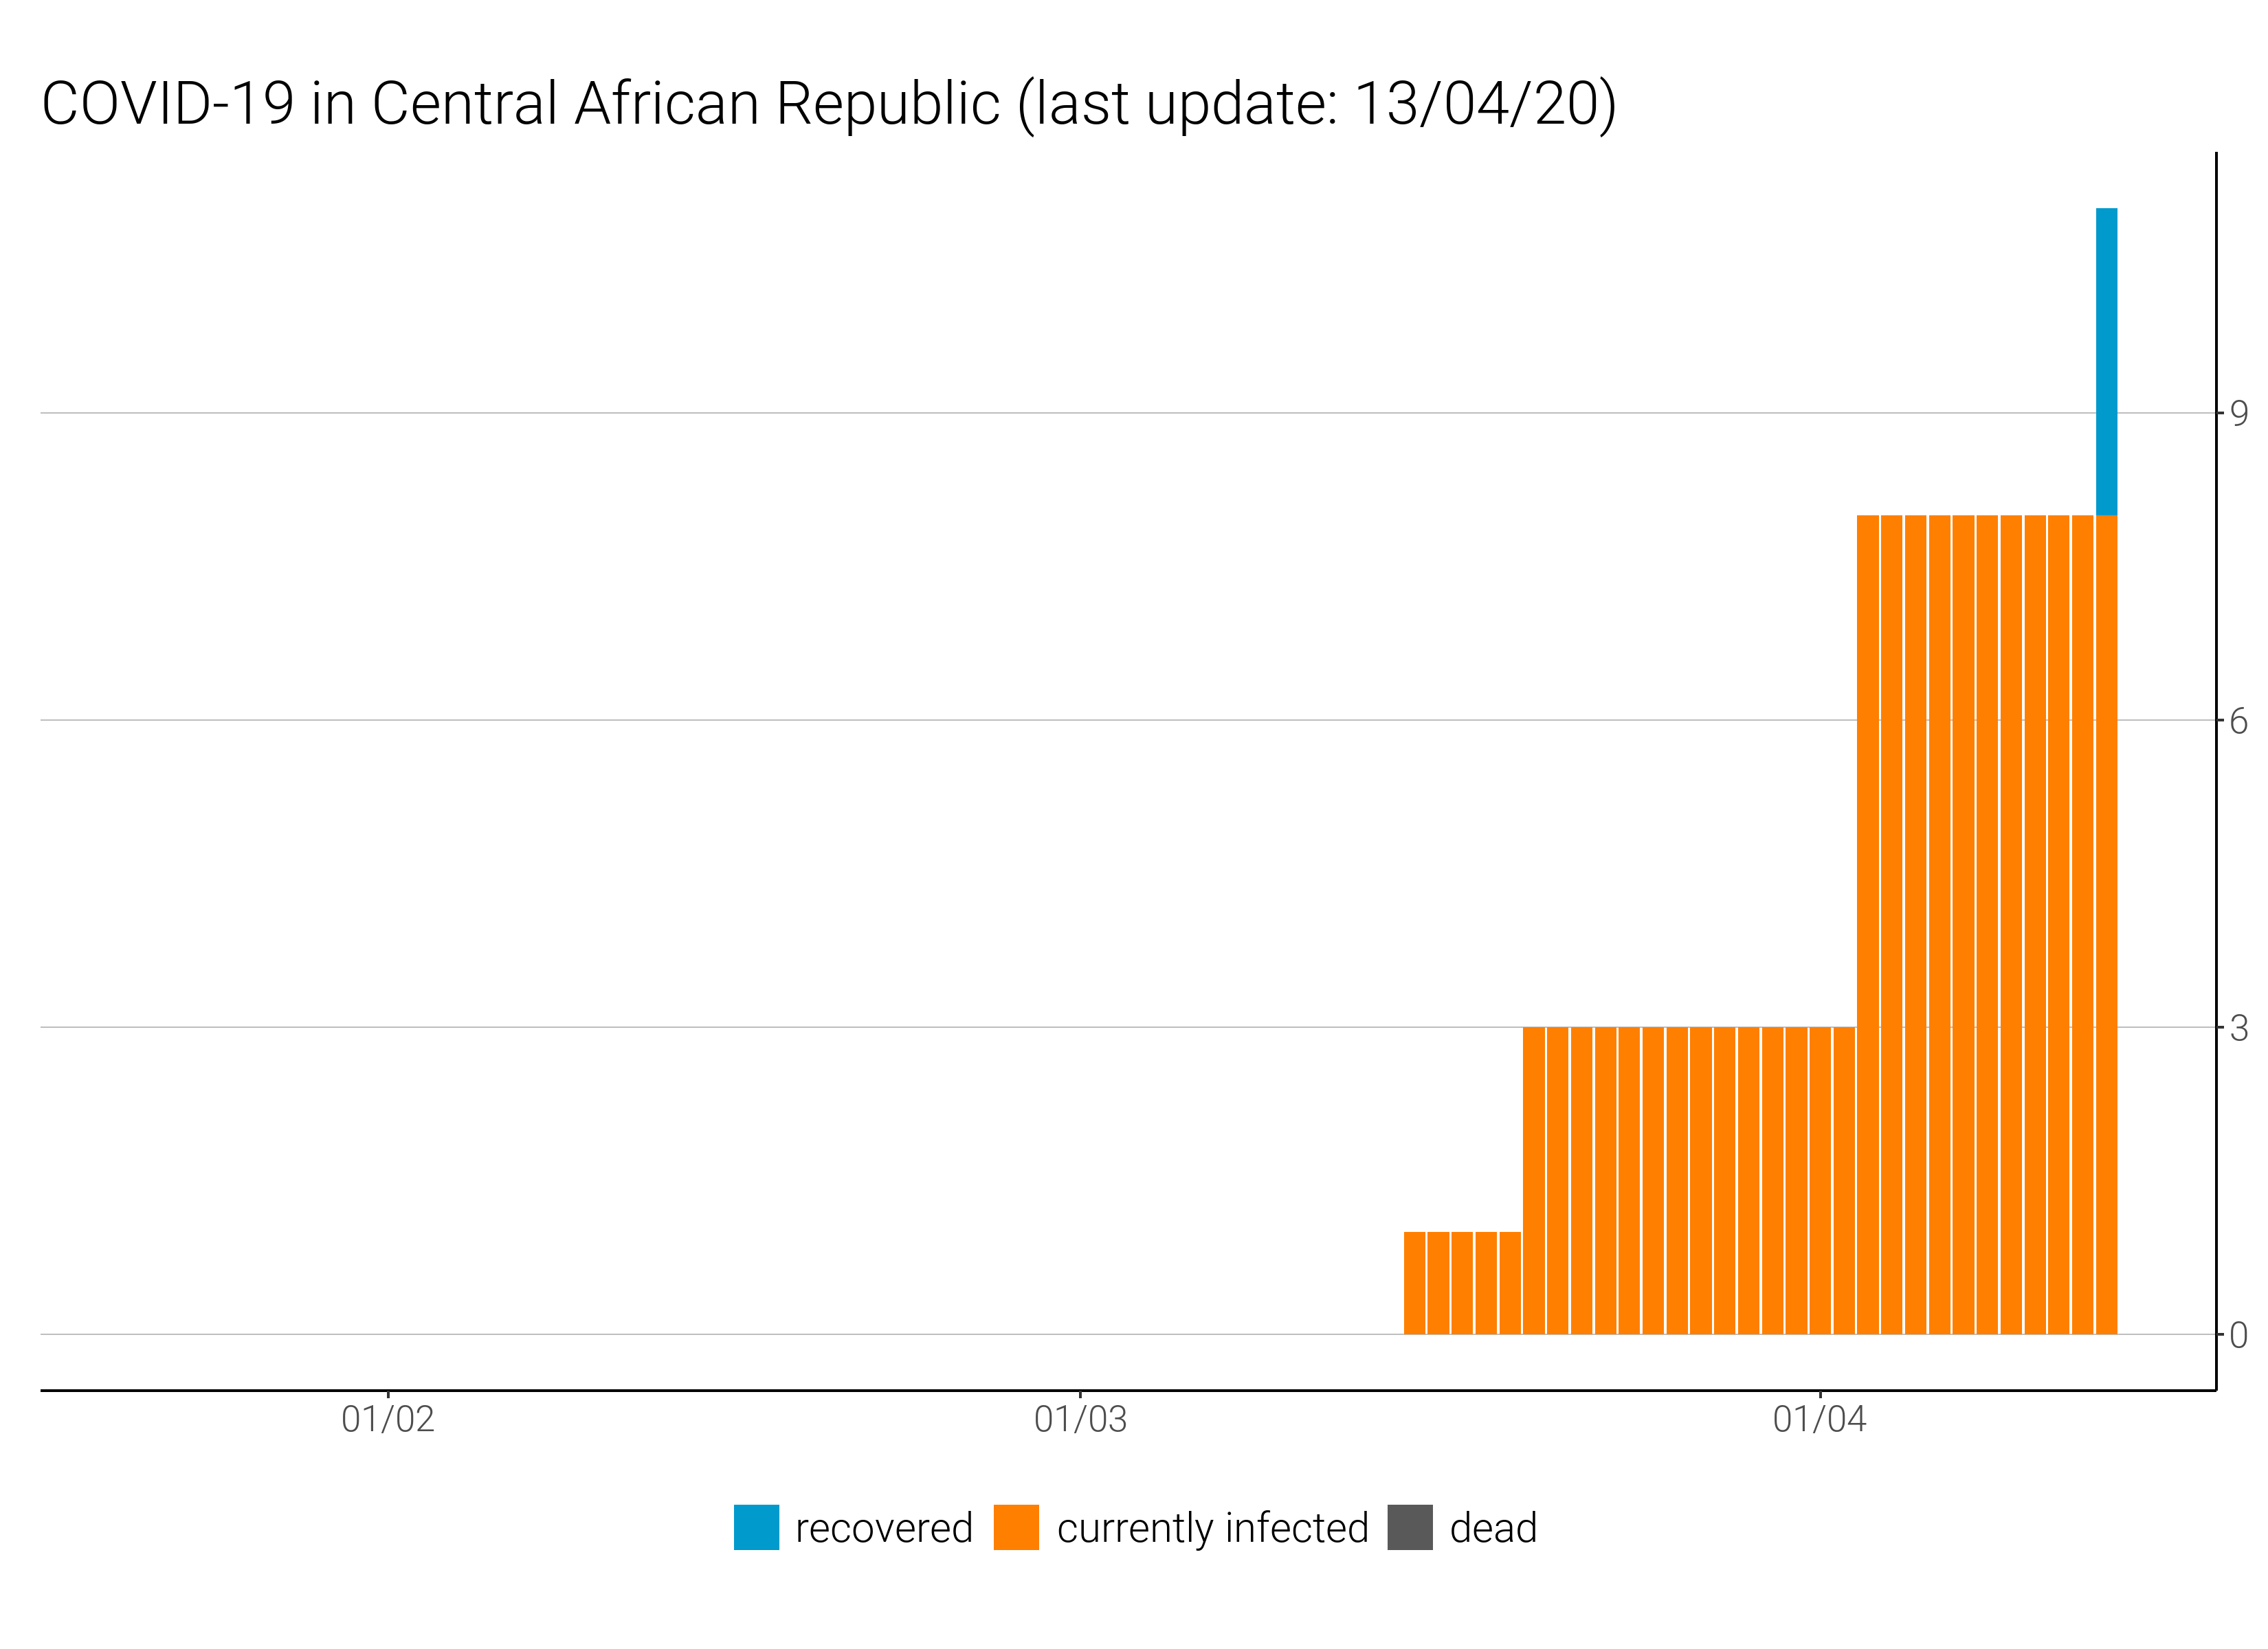 COVID-19 in Central African Republic (last update: 13/04/20)
9
6
3
0
01/02 01/03 01/04
recovered currently infected dead